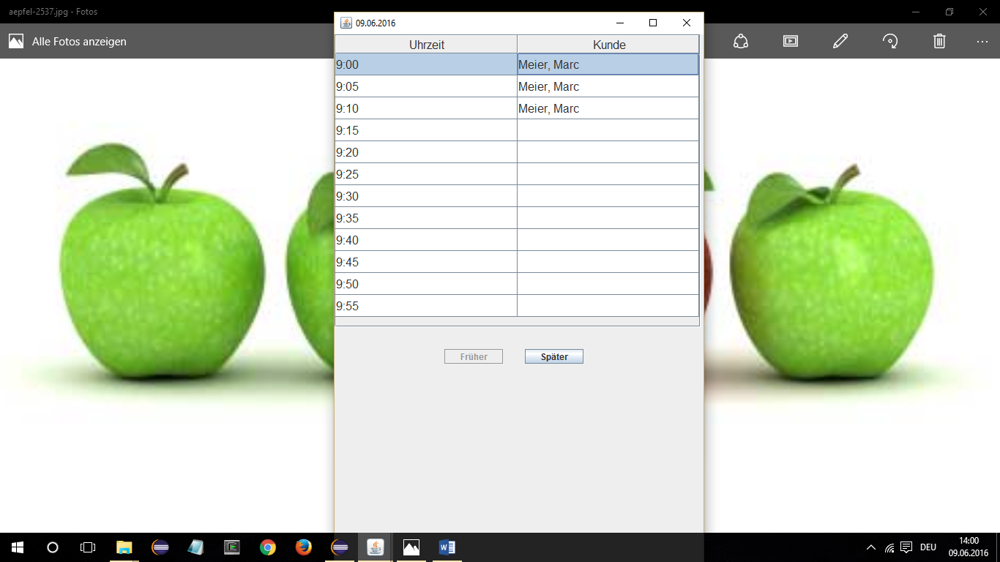 aepfel-2537.jpg - Fotos
Alle Fotos anzeigen
09.06.2016
Uhrzeit Kunde
9:00 Meier, Marc
9:05 Meier, Marc
9:10 Meier, Marc
9:15
9:20
9:25
9:30
9:35
9:40
9:45
9:50
9:55
Früher Später
DEU
14:00
09.06.2016